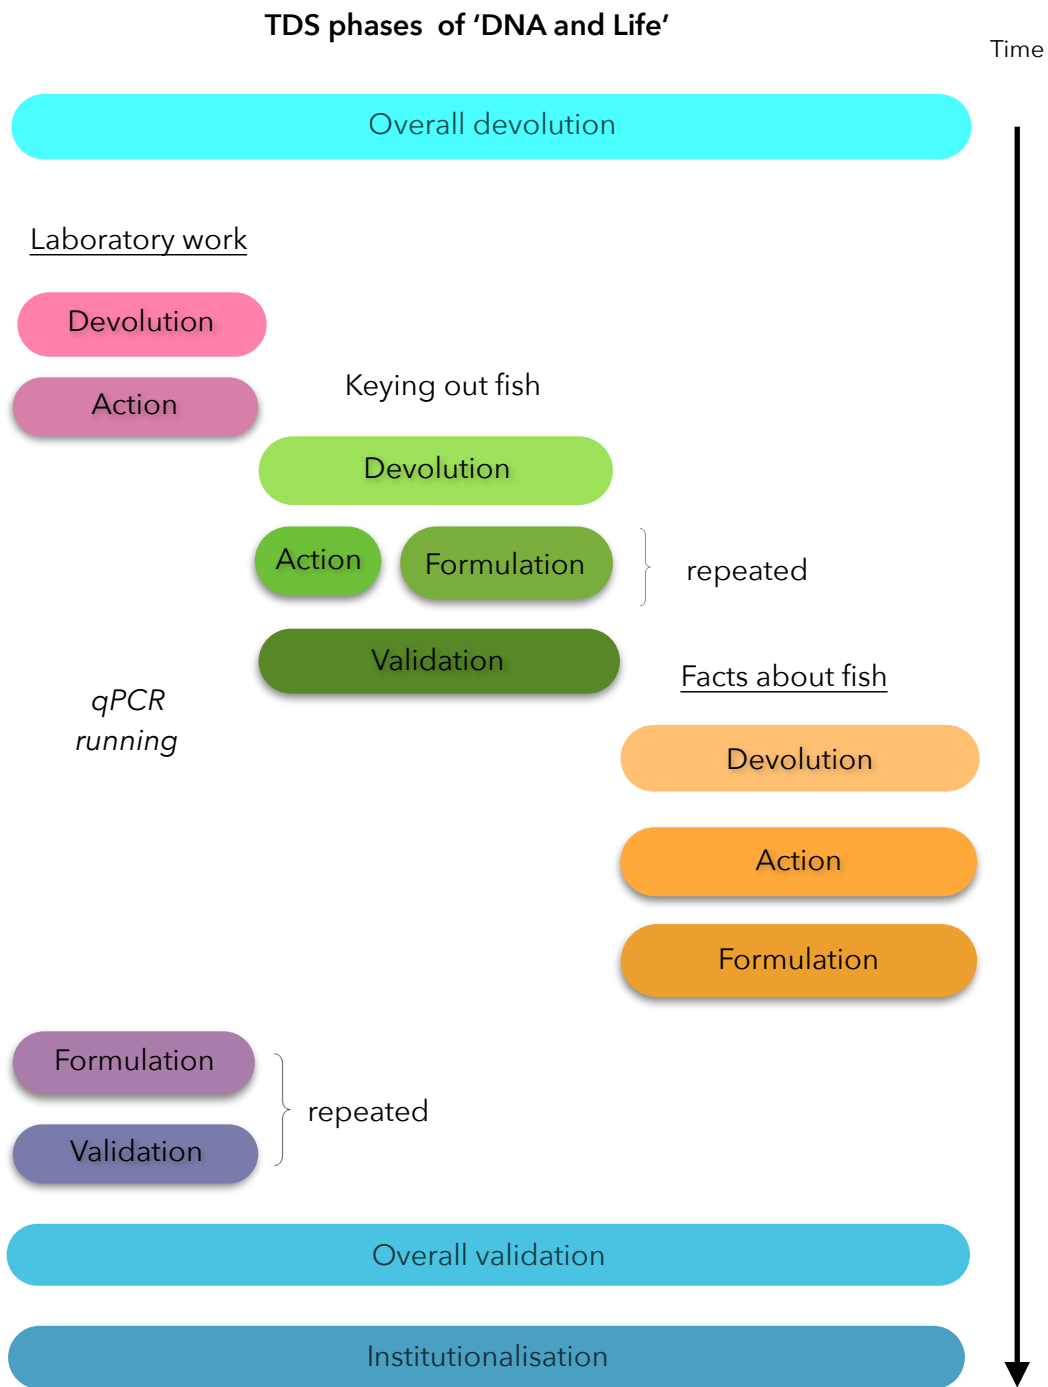 TDS phases of ‘DNA and Life’
Time
Overall devolution
Laboratory work
Devolution
Action
Keying out fish
Devolution
Action
Formulation
repeated
Validation
Facts about fish
qPCR
running
Devolution
Action
Formulation
Formulation
repeated
Validation
Overall validation
Institutionalisation